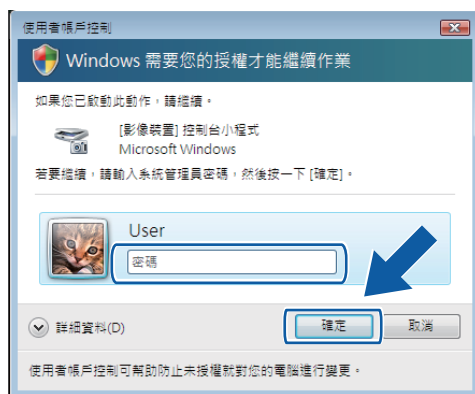 使用者帳戶控制
Windows 需要您的授權才能繼續作業
如果您已啟動此動作，請繼續。
[影像裝置] 控制台小程式
Microsoft Windows
若要繼續，請輸入系統管理員密碼，然後按一下 [確定]。
User
密碼
詳細資料(D)
確定
取消
使用者帳戶控制可幫助防止未授權就對您的電腦進行變更。